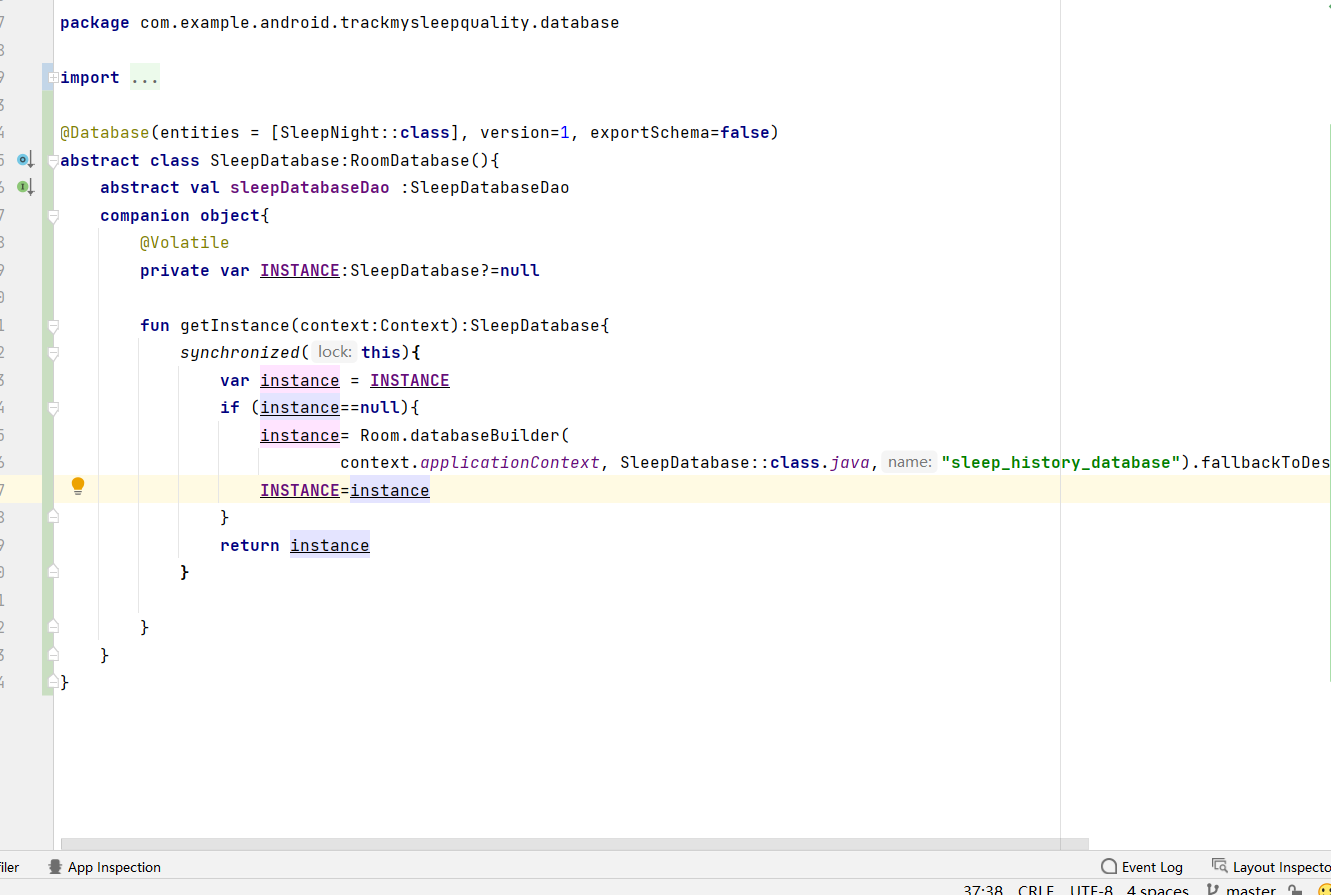 7 package com.example.android.trackmysleepquality.database
8
9 import ...
3
4 @Database(entities = [SleepNight::class], version=1, exportSchema=false)
5 abstract class SleepDatabase:RoomDatabase(){
6 abstract val sleepDatabaseDao :SleepDatabaseDao
7 companion object{
8 @Volatile
9 private var INSTANCE:SleepDatabase?=null
0
1 fun getInstance(context:Context):SleepDatabase{
2 synchronized( lock: this){
3 var instance = INSTANCE
4 if (instance==null){
5 instance= Room.databaseBuilder(
6 context.applicationContext, SleepDatabase::class.java, name: "sleep_history_database").fallbackToDes
7 INSTANCE=instance
8 }
9 return instance
0 }
1
2 }
3 }
4 }
iler App Inspection Event Log Layout Inspecto
37:38 CRLF UTF-8 4 spaces master